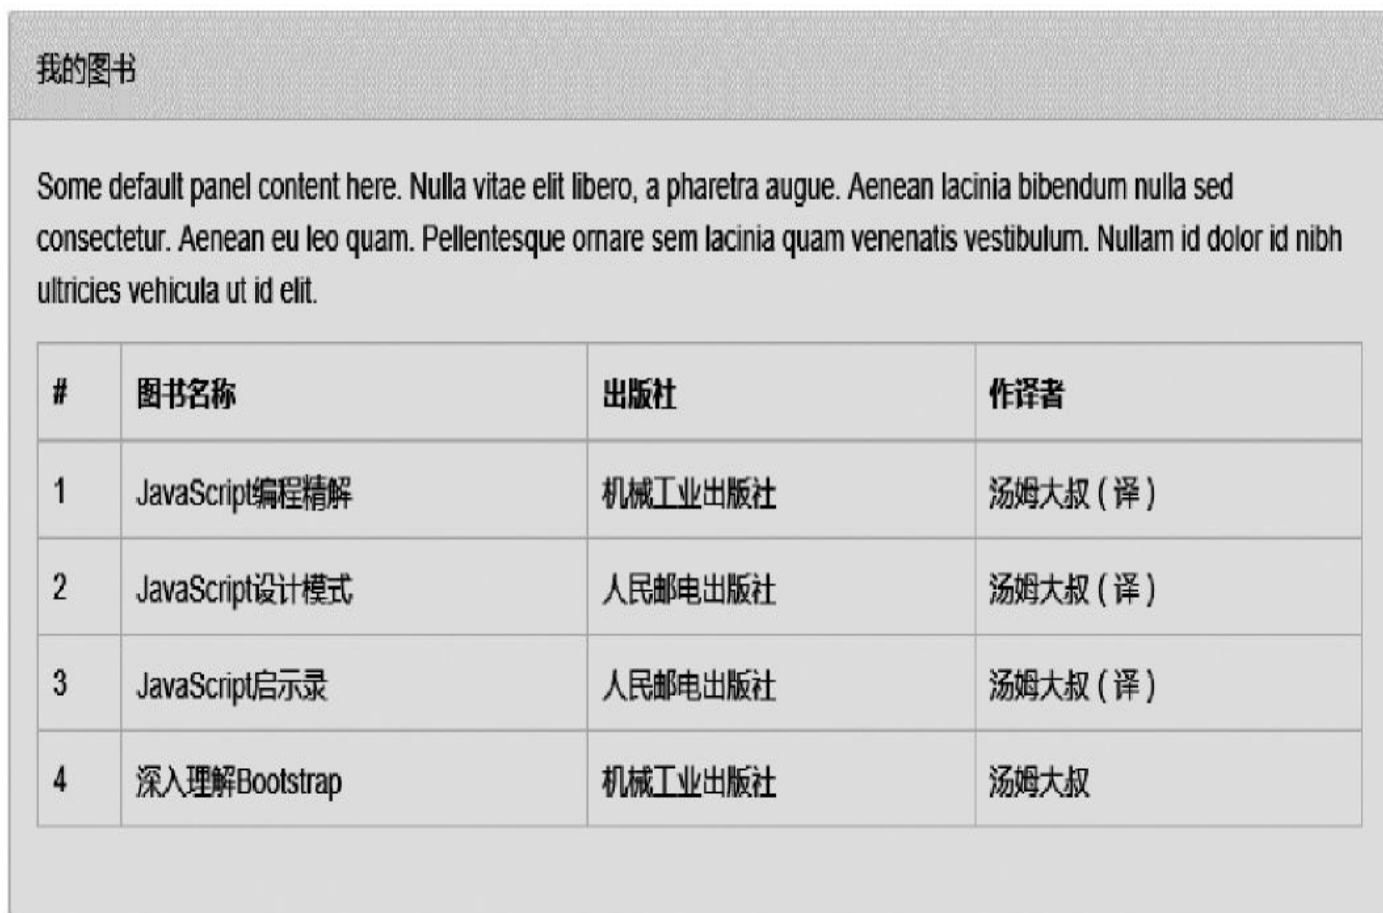 我的图书
Some default panel content here. Nulla vitae elit libero, a pharetra augue. Aenean lacinia bibendum nulla sed
consectetur. Aenean eu leo quam. Pellentesque ornare sem lacinia quam venenatis vestibulum. Nullam id dolor id nibh
ultricies vehicula ut id elit.
# 图书名称 出版社 作译者
1 JavaScript编程精解 机械工业出版社 汤姆大叔 ( 译 )
2 JavaScript设计模式 人民邮电出版社 汤姆大叔 ( 译 )
3 JavaScript启示录 人民邮电出版社 汤姆大叔 ( 译 )
4 深入理解Bootstrap 机械工业出版社 汤姆大叔